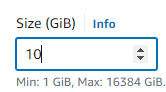 Size (GiB) Info
10
Min: 1 GiB, Max: 16384 GiB.